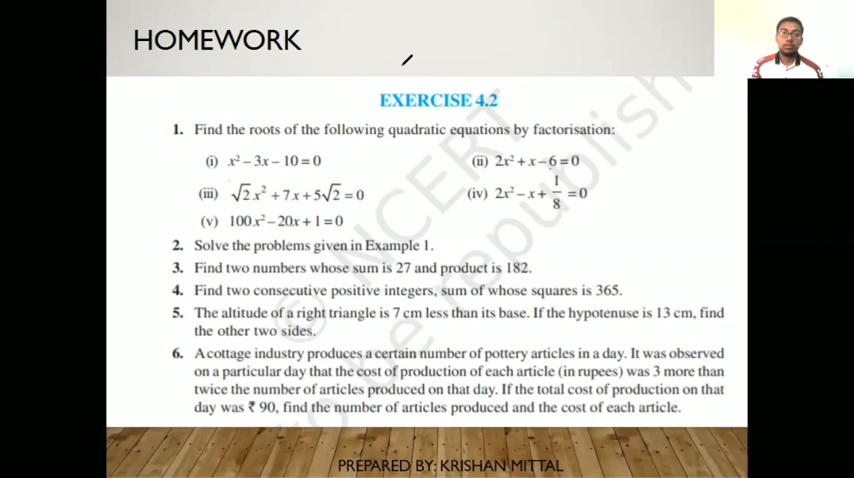 HOMEWORK
EXERCISE 4.2
1. Find the roots of the following quadratic equations by factorisation:
(i) x² – 3x – 10 = 0 (ii) 2x² + x – 6 = 0
(iii) √2 x² + 7x + 5√2 = 0 (iv) 2x² – x + 1/8 = 0
(v) 100x² – 20x + 1 = 0
2. Solve the problems given in Example 1.
3. Find two numbers whose sum is 27 and product is 182.
4. Find two consecutive positive integers, sum of whose squares is 365.
5. The altitude of a right triangle is 7 cm less than its base. If the hypotenuse is 13 cm, find
the other two sides.
6. A cottage industry produces a certain number of pottery articles in a day. It was observed
on a particular day that the cost of production of each article (in rupees) was 3 more than
twice the number of articles produced on that day. If the total cost of production on that
day was ₹ 90, find the number of articles produced and the cost of each article.
© NCERT
to be republish
PREPARED BY: KRISHAN MITTAL